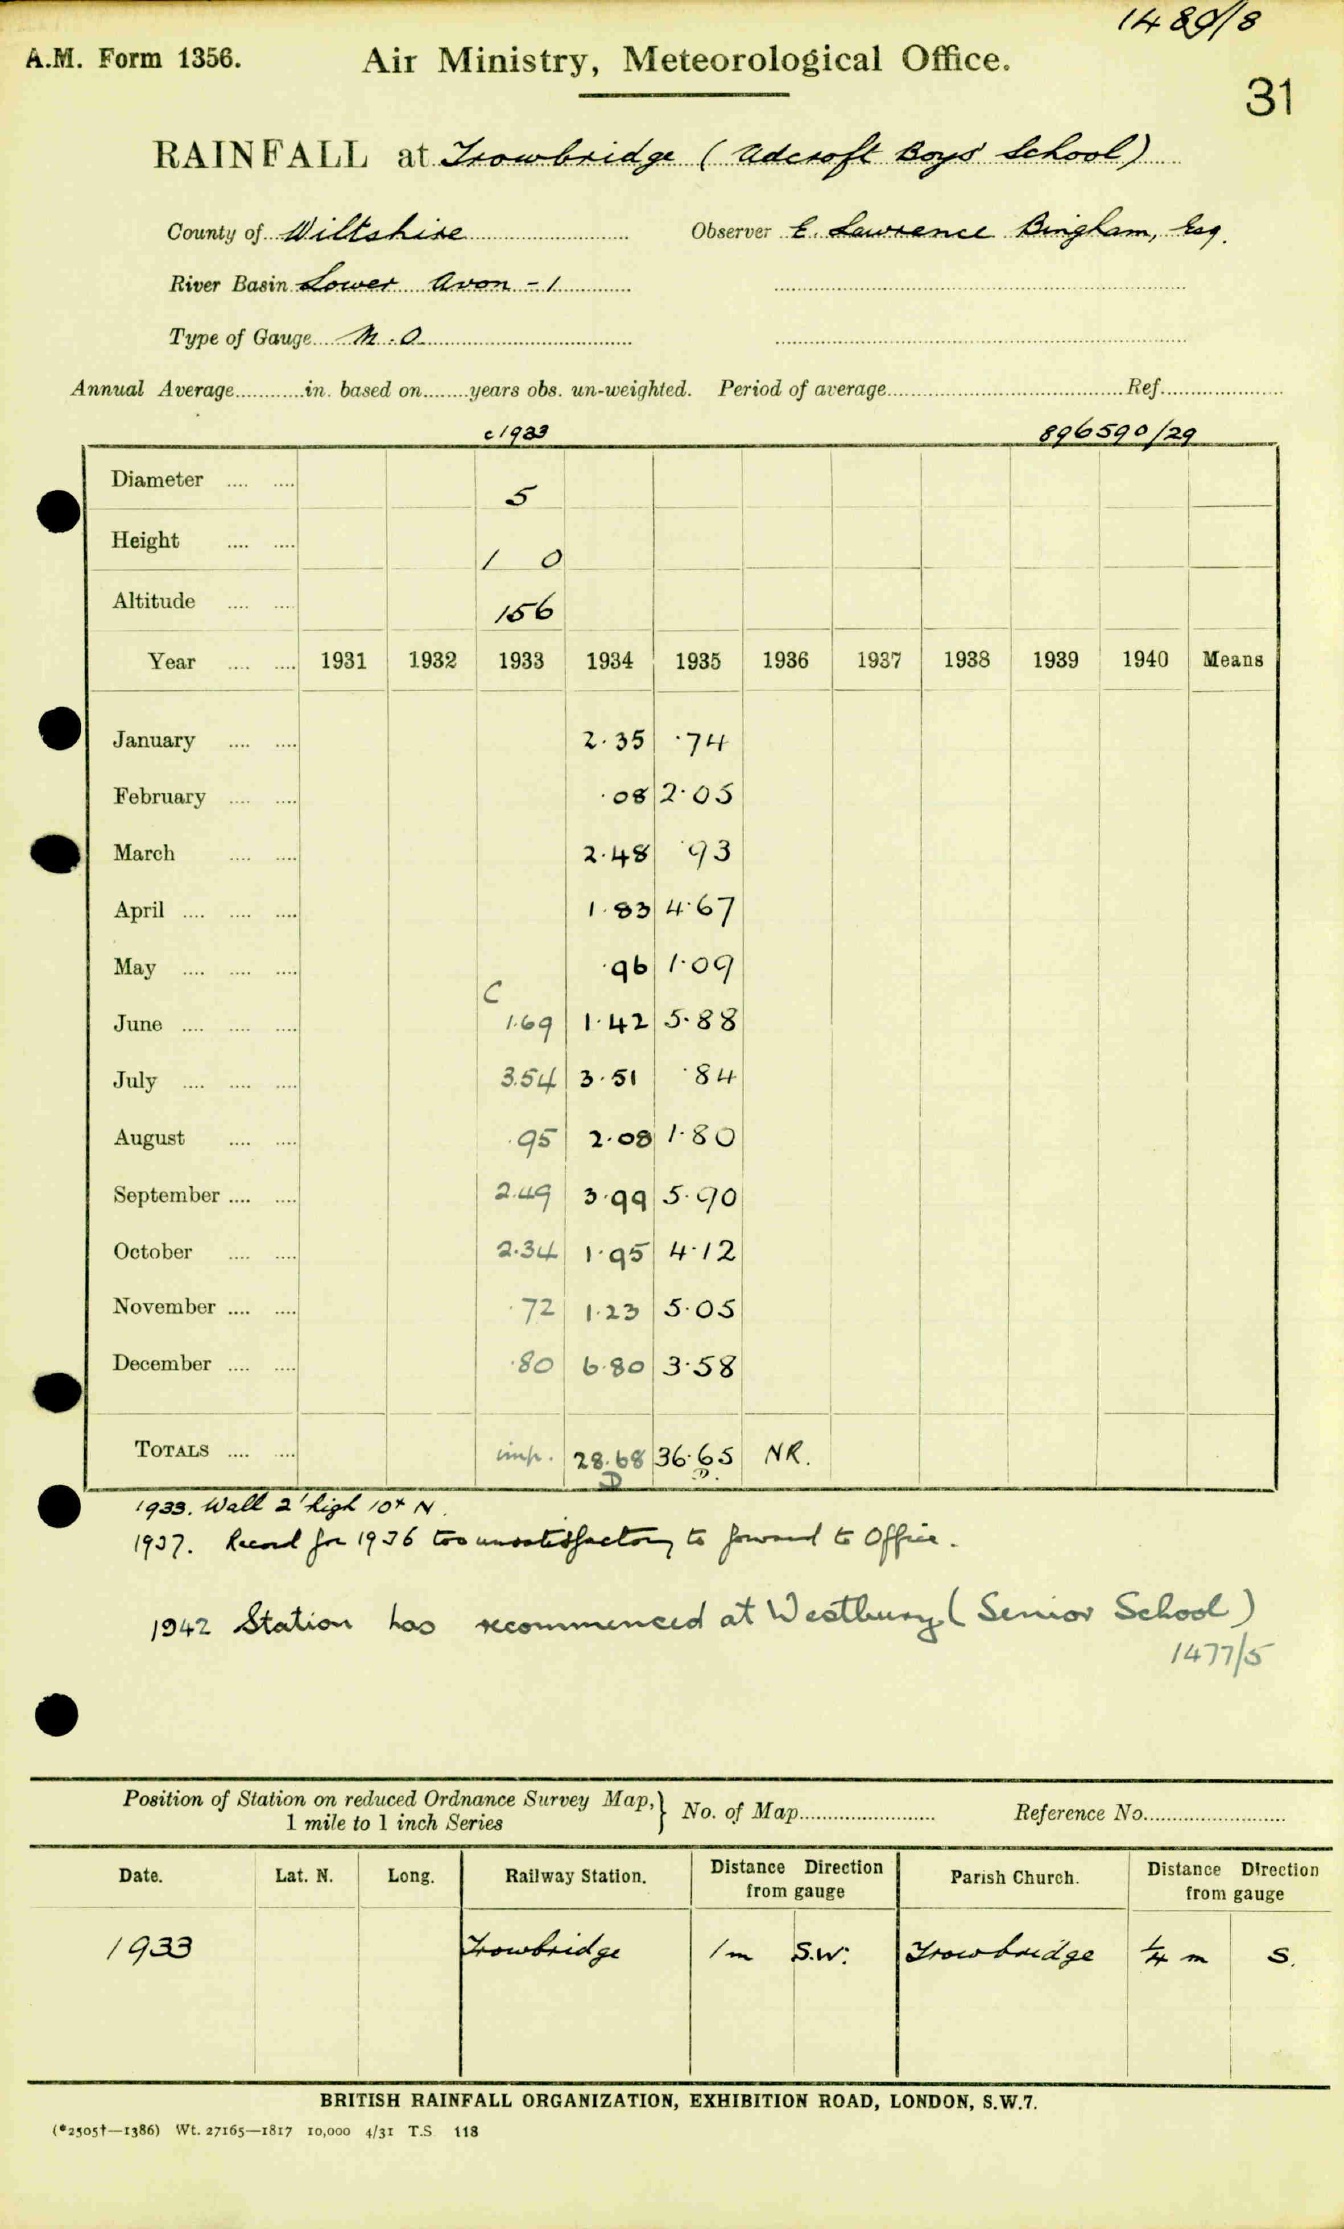 1480/8
A.M. Form 1356. Air Ministry, Meteorological Office.
31
RAINFALL at Trowbridge (Adcroft Boys' School)
County of Wiltshire Observer E. Lawrence Bingham, Esq.
River Basin Lower Avon - 1
Type of Gauge M.O
Annual Average............in. based on........years obs. un-weighted. Period of average........................................Ref.....................
c1933 896590/29
Diameter .... .... 5
Height .... .... 1 0
Altitude .... .... 156
Year .... .... 1931 1932 1933 1934 1935 1936 1937 1938 1939 1940 Means
January .... .... 2.35 .74
February .... .... .08 2.05
March .... .... 2.48 .93
April .... .... .... 1.83 4.67
May .... .... .... .96 1.09
C
June .... .... .... 1.69 1.42 5.88
July .... .... .... 3.54 3.51 .84
August .... .... .95 2.08 1.80
September .... .... 2.49 3.99 5.90
October .... .... 2.34 1.95 4.12
November .... .... .72 1.23 5.05
December .... .... .80 6.80 3.58
TOTALS .... .... imp. 28.68 36.65 NR.
D D.
1933. Wall 2' high 10+ N.
1937. Record for 1936 too unsatisfactory to forward to Office.
1942 Station has recommenced at Westbury (Senior School)
1477/5
Position of Station on reduced Ordnance Survey Map, } No. of Map......................... Reference No.........................
1 mile to 1 inch Series
Date. Lat. N. Long. Railway Station. Distance Direction Parish Church. Distance Direction
from gauge from gauge
1933 Trowbridge 1 m S.W. Trowbridge ¼ m S.
BRITISH RAINFALL ORGANIZATION, EXHIBITION ROAD, LONDON, S.W.7.
(*2505†—1386) Wt. 27165—1817 10,000 4/31 T.S 118